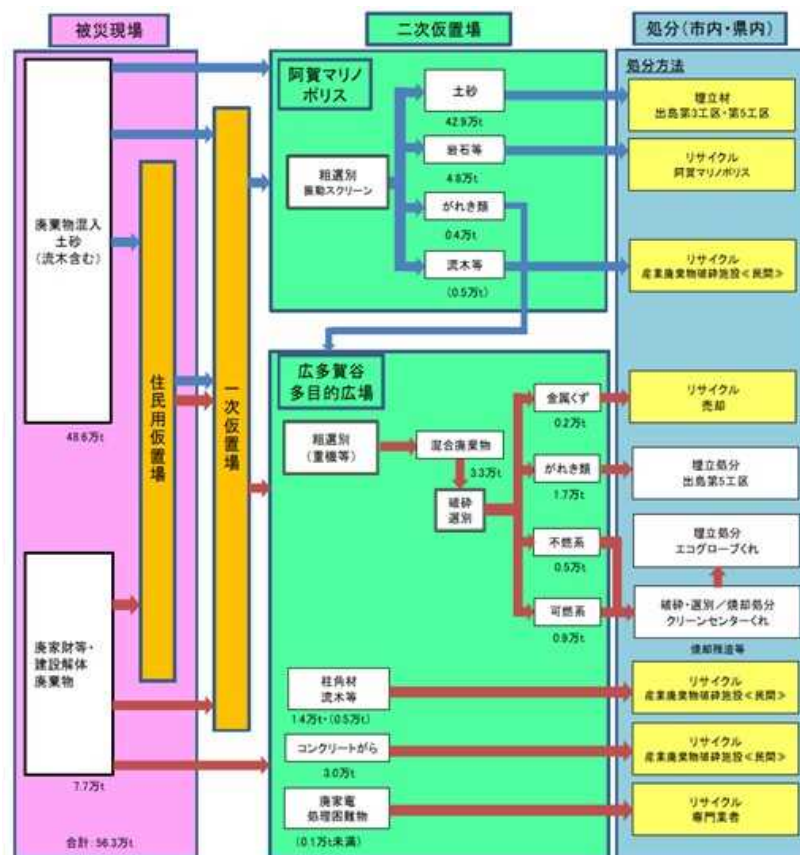 被災現場
二次仮置場
処分(市内・県内)
廃棄物混入
土砂
(流木含む)
48.6万t
廃家財等・
建設解体
廃棄物
7.7万t
合計:56.3万t
住民用仮置場
一次仮置場
阿賀マリノ
ポリス
粗選別
振動スクリーン
土砂
42.9万t
岩石等
4.8万t
がれき類
0.4万t
流木等
(0.5万t)
広多賀谷
多目的広場
粗選別
(重機等)
混合廃棄物
3.3万t
破砕
選別
金属くず
0.2万t
がれき類
1.7万t
不燃系
0.5万t
可燃系
0.9万t
柱角材
流木等
1.4万t・(0.5万t)
コンクリートがら
3.0万t
廃家電
処理困難物
(0.1万t未満)
処分方法
埋立材
出島第3工区・第5工区
リサイクル
阿賀マリノポリス
リサイクル
産業廃棄物破砕施設≪民間≫
リサイクル
売却
埋立処分
出島第5工区
埋立処分
エコグローブくれ
破砕・選別/焼却処分
クリーンセンターくれ
焼却残渣等
リサイクル
産業廃棄物破砕施設≪民間≫
リサイクル
産業廃棄物破砕施設≪民間≫
リサイクル
専門業者